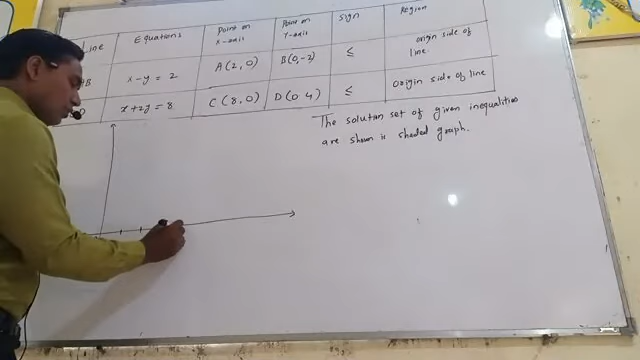 Line Equations Point on X-axis Point on Y-axis Sign Region
B x-y = 2 A(2,0) B(0,-2) ≤ origin side of line.
x+2y = 8 C(8,0) D(0 4) ≤ Origin side of line
The solution set of given inequalities
are shown is shaded graph.